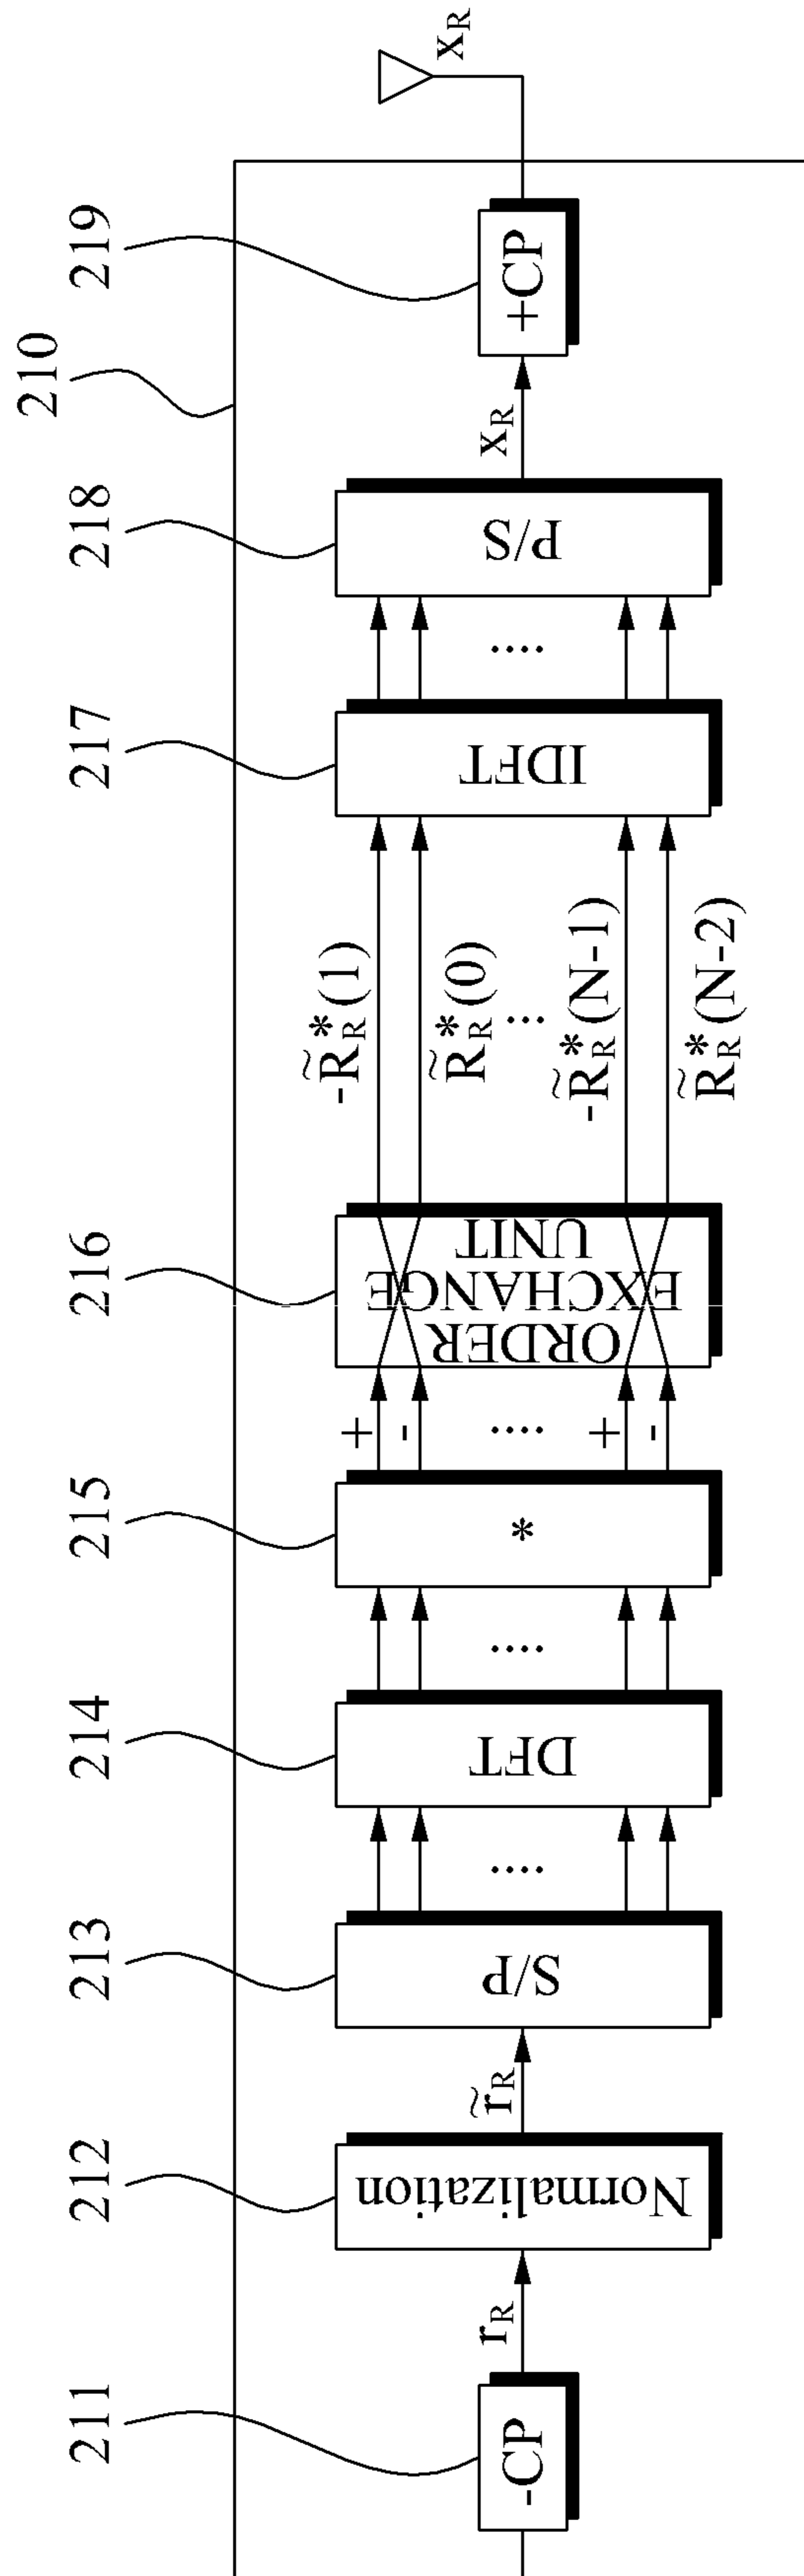 210
211
212
213
214
215
216
217
218
219
-CP
r_R
Normalization
r̃_R
S/P
....
DFT
....
*
+
-
....
+
-
ORDER
EXCHANGE
UNIT
-R̃_R*(1)
R̃_R*(0)
...
-R̃_R*(N-1)
R̃_R*(N-2)
IDFT
....
P/S
x_R
+CP
x_R